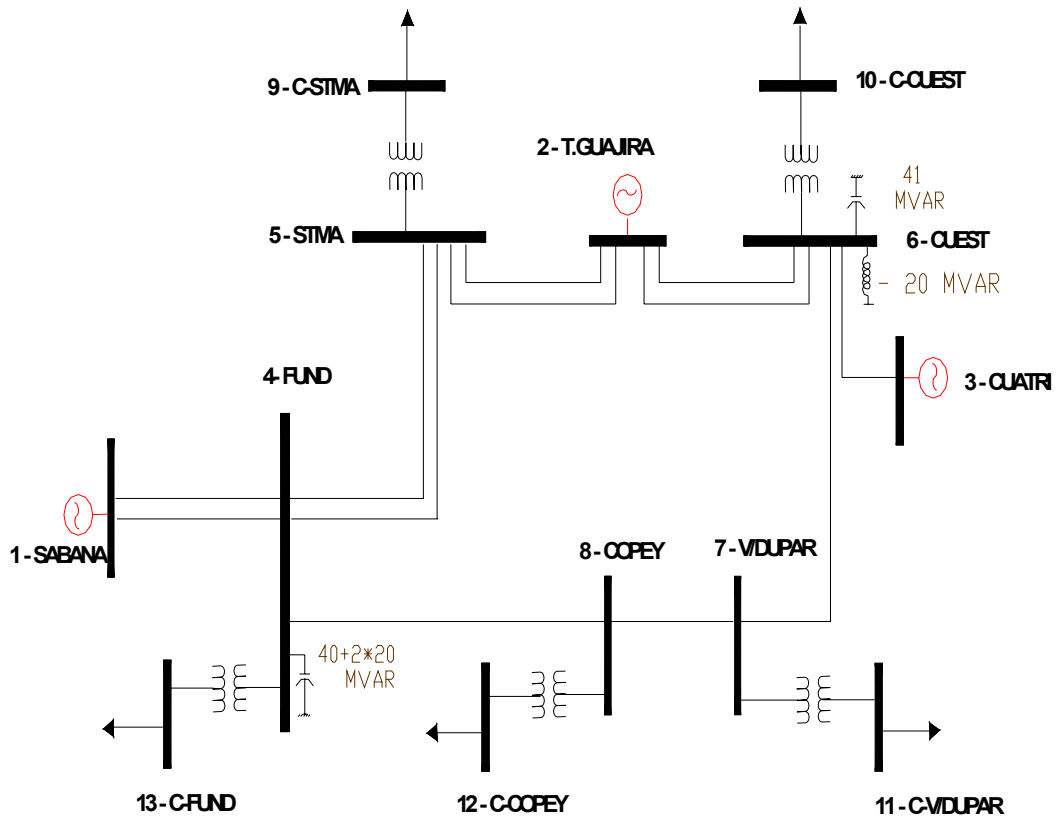 9 - C-STMA
10 - C-CUEST
2 - T.GUAJIRA
41
MVAR
5 - STMA
6 - CUEST
- 20 MVAR
4- FUND
3 - CUATRI
1 - SABANA
8 - COPEY
7 - V/DUPAR
40+2*20
MVAR
13 - C-FUND
12 - C-COPEY
11 - C-V/DUPAR